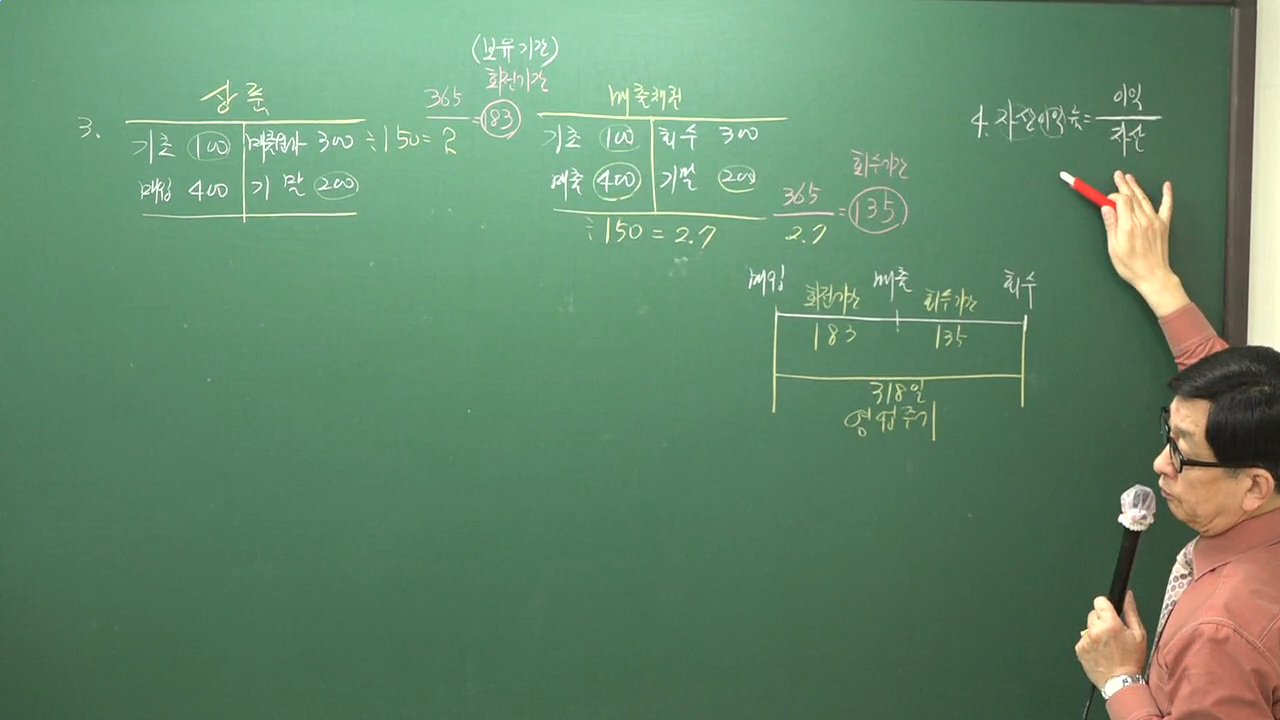 3.
상품
기초 100 매출원가 300 ÷150=2
매입 400 기말 200
(보유기간)
회전기간
365 = 183
매출채권
기초 100 회수 300
매출 400 기말 200
÷150=2.7
회수기간
365 = 135
2.7
매입 매출 회수
회전기간 회수기간
183 135
318일
영업주기
4. 자산이익률= 이익
자산